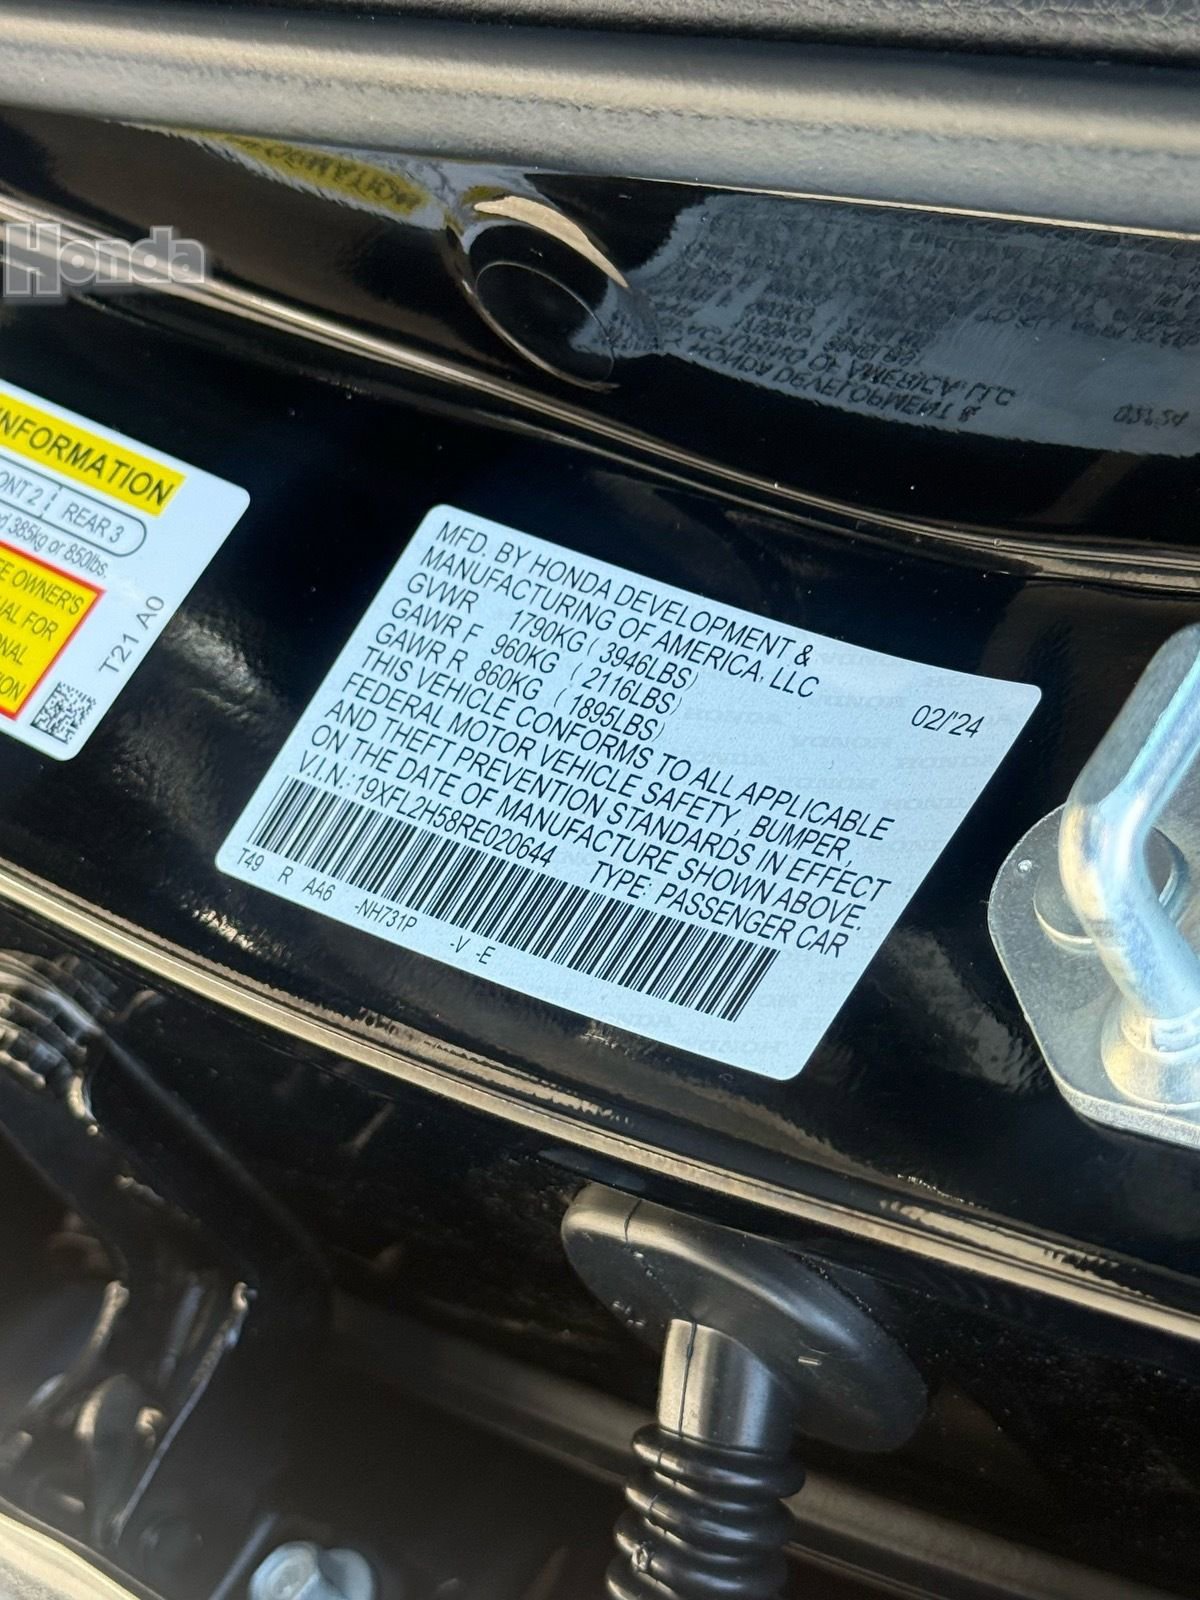 Honda
INFORMATION
ONT 2 REAR 3
385kg or 850lbs.
E OWNER'S
UAL FOR
ONAL
TION
T21 A0
MFD. BY HONDA DEVELOPMENT &
MANUFACTURING OF AMERICA, LLC
02/'24
GVWR 1790KG ( 3946LBS)
GAWR F 960KG ( 2116LBS)
GAWR R 860KG ( 1895LBS)
THIS VEHICLE CONFORMS TO ALL APPLICABLE
FEDERAL MOTOR VEHICLE SAFETY, BUMPER,
AND THEFT PREVENTION STANDARDS IN EFFECT
ON THE DATE OF MANUFACTURE SHOWN ABOVE.
V.I.N.: 19XFL2H58RE020644 TYPE: PASSENGER CAR
T49 R AA6 -NH731P -V -E